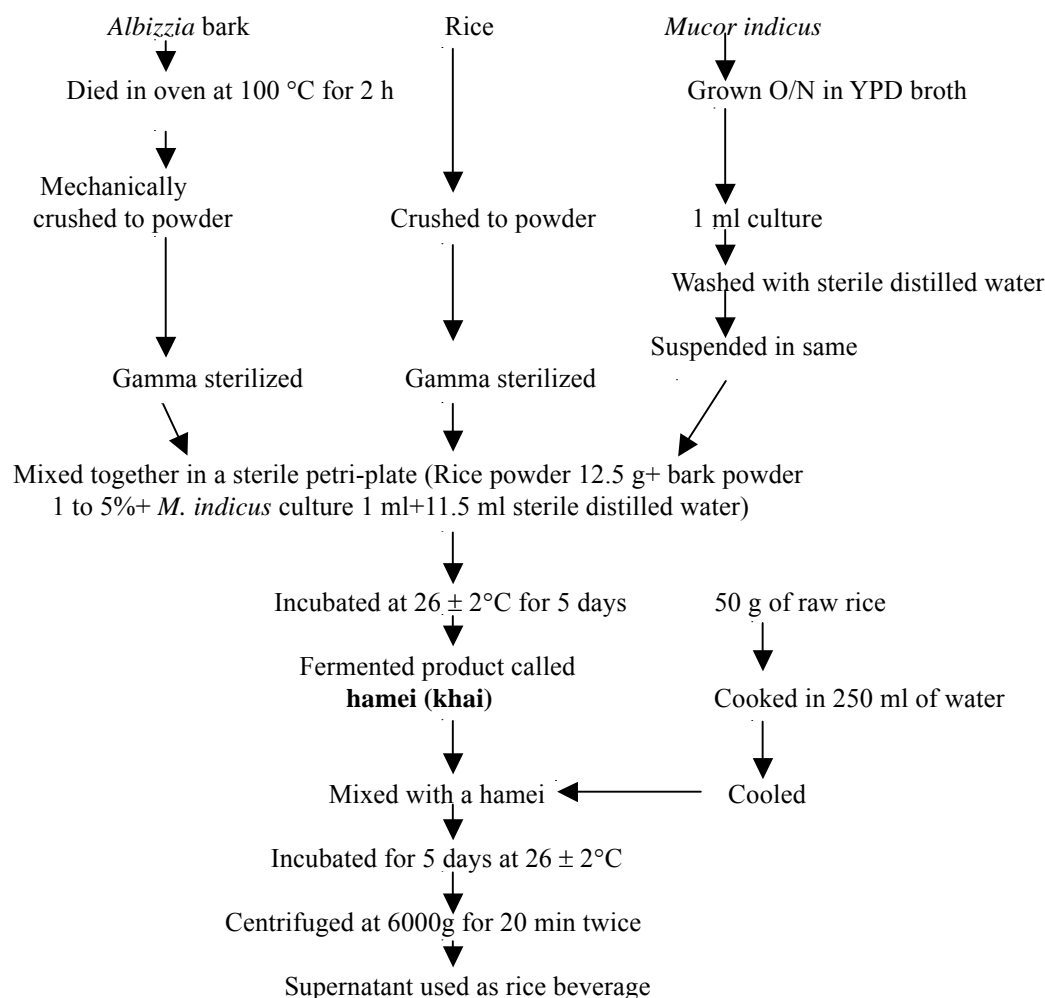 Albizzia bark
Rice
Mucor indicus
Died in oven at 100 °C for 2 h
Grown O/N in YPD broth
Mechanically
crushed to powder
Crushed to powder
1 ml culture
Washed with sterile distilled water
Suspended in same
Gamma sterilized
Gamma sterilized
Mixed together in a sterile petri-plate (Rice powder 12.5 g+ bark powder
1 to 5%+ M. indicus culture 1 ml+11.5 ml sterile distilled water)
Incubated at 26 ± 2°C for 5 days
50 g of raw rice
Fermented product called
hamei (khai)
Cooked in 250 ml of water
Mixed with a hamei
Cooled
Incubated for 5 days at 26 ± 2°C
Centrifuged at 6000g for 20 min twice
Supernatant used as rice beverage